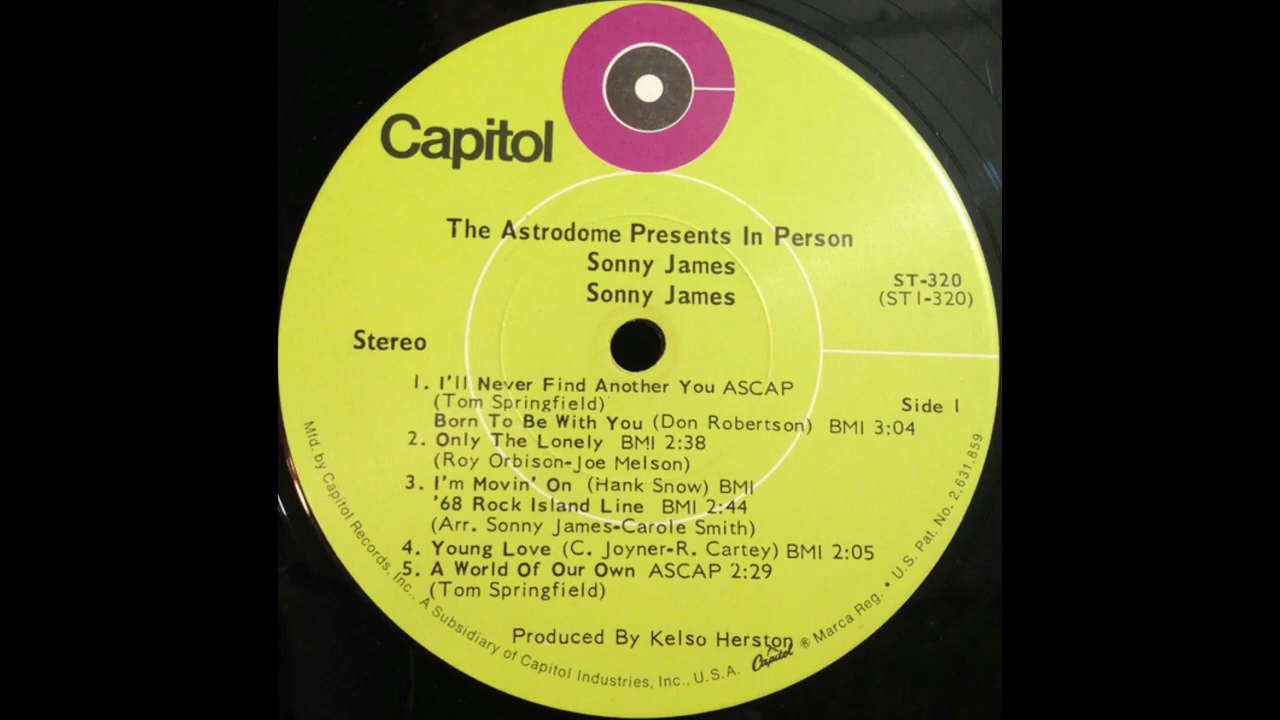 Capitol
The Astrodome Presents In Person
Sonny James
Sonny James
ST-320
(ST1-320)
Stereo
Side 1
1. I'll Never Find Another You ASCAP
(Tom Springfield)
Born To Be With You (Don Robertson) BMI 3:04
2. Only The Lonely BMI 2:38
(Roy Orbison-Joe Melson)
3. I'm Movin' On (Hank Snow) BMI
'68 Rock Island Line BMI 2:44
(Arr. Sonny James-Carole Smith)
4. Young Love (C. Joyner-R. Cartey) BMI 2:05
5. A World Of Our Own ASCAP 2:29
(Tom Springfield)
Produced By Kelso Herston
Mfd. by Capitol Records, Inc., A Subsidiary of Capitol Industries, Inc., U.S.A. Capitol ® Marca Reg. • U.S. Pat. No. 2.631.859